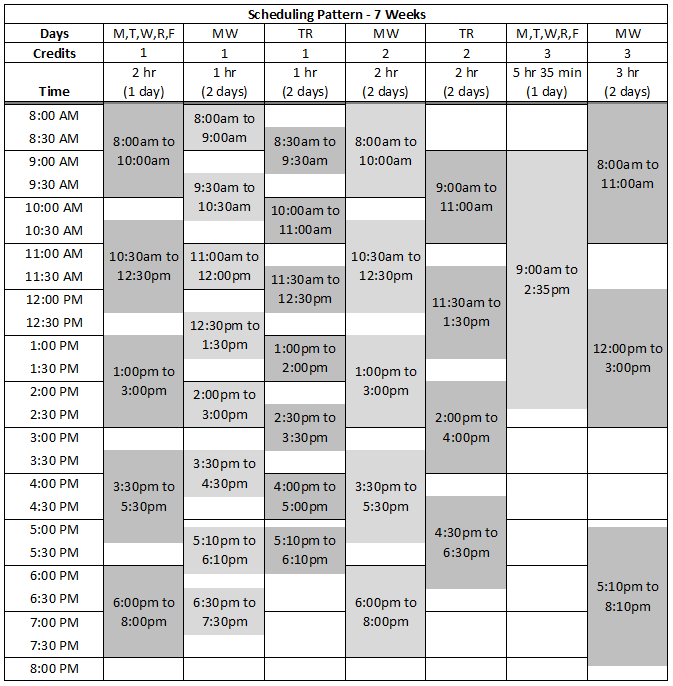 Scheduling Pattern - 7 Weeks
Days M,T,W,R,F MW TR MW TR M,T,W,R,F MW
Credits 1 1 1 2 2 3 3
2 hr 1 hr 1 hr 2 hr 2 hr 5 hr 35 min 3 hr
Time (1 day) (2 days) (2 days) (2 days) (2 days) (1 day) (2 days)
8:00 AM 8:00am to
8:30 AM 8:00am to 9:00am 8:30am to 8:00am to
9:00 AM 10:00am 9:30am 10:00am 8:00am to
9:30 AM 9:30am to 9:00am to 11:00am
10:00 AM 10:30am 10:00am to 11:00am
10:30 AM 11:00am
11:00 AM 10:30am to 11:00am to 10:30am to 9:00am to
11:30 AM 12:30pm 12:00pm 11:30am to 12:30pm 2:35pm
12:00 PM 12:30pm 11:30am to
12:30 PM 12:30pm to 1:30pm
1:00 PM 1:30pm 1:00pm to 12:00pm to
1:30 PM 1:00pm to 2:00pm 1:00pm to 3:00pm
2:00 PM 3:00pm 2:00pm to 3:00pm 2:00pm to
2:30 PM 3:00pm 2:30pm to 4:00pm
3:00 PM 3:30pm
3:30 PM 3:30pm to 3:30pm to
4:00 PM 3:30pm to 4:30pm 4:00pm to 5:30pm
4:30 PM 5:30pm 5:00pm 4:30pm to
5:00 PM 5:10pm to 5:10pm to 6:30pm
5:30 PM 6:10pm 6:10pm
6:00 PM 5:10pm to
6:30 PM 6:00pm to 6:30pm to 6:00pm to 8:10pm
7:00 PM 8:00pm 7:30pm 8:00pm
7:30 PM
8:00 PM